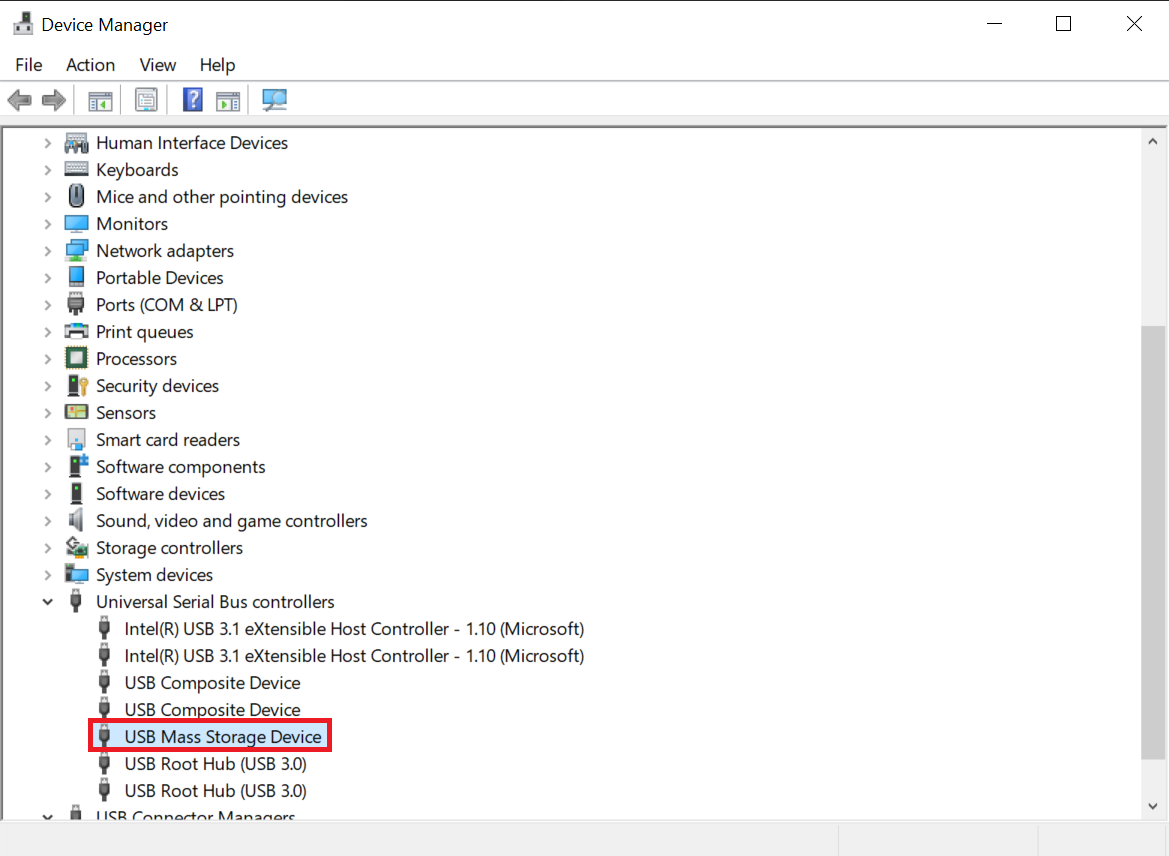 Device Manager
File Action View Help
Human Interface Devices
Keyboards
Mice and other pointing devices
Monitors
Network adapters
Portable Devices
Ports (COM & LPT)
Print queues
Processors
Security devices
Sensors
Smart card readers
Software components
Software devices
Sound, video and game controllers
Storage controllers
System devices
Universal Serial Bus controllers
Intel(R) USB 3.1 eXtensible Host Controller - 1.10 (Microsoft)
Intel(R) USB 3.1 eXtensible Host Controller - 1.10 (Microsoft)
USB Composite Device
USB Composite Device
USB Mass Storage Device
USB Root Hub (USB 3.0)
USB Root Hub (USB 3.0)
USB Connector Managers